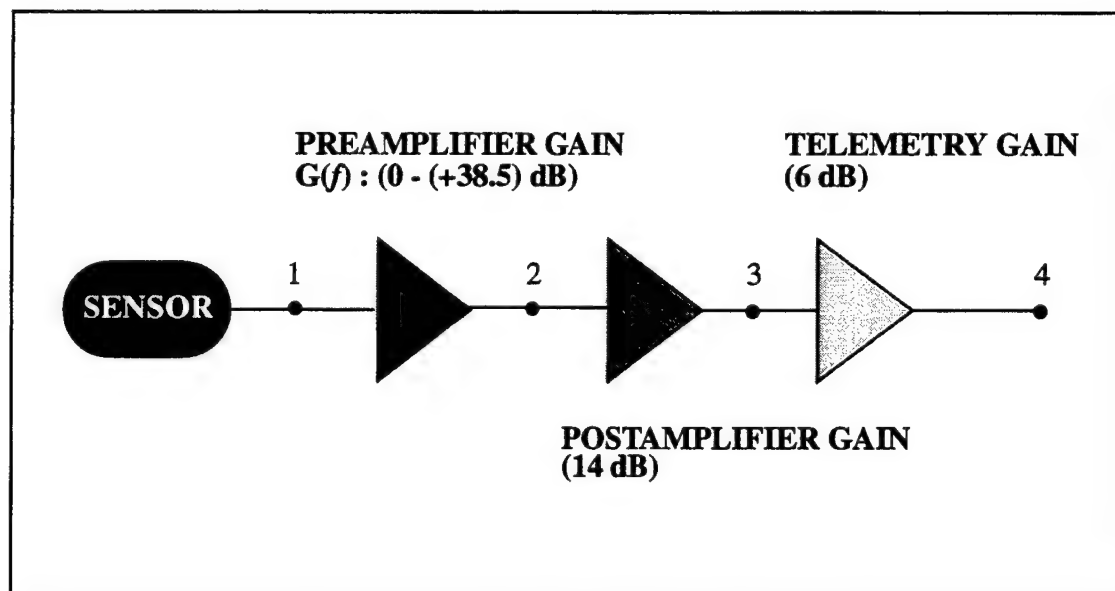 PREAMPLIFIER GAIN
G(f) : (0 - (+38.5) dB)
TELEMETRY GAIN
(6 dB)
SENSOR
1
2
3
4
POSTAMPLIFIER GAIN
(14 dB)